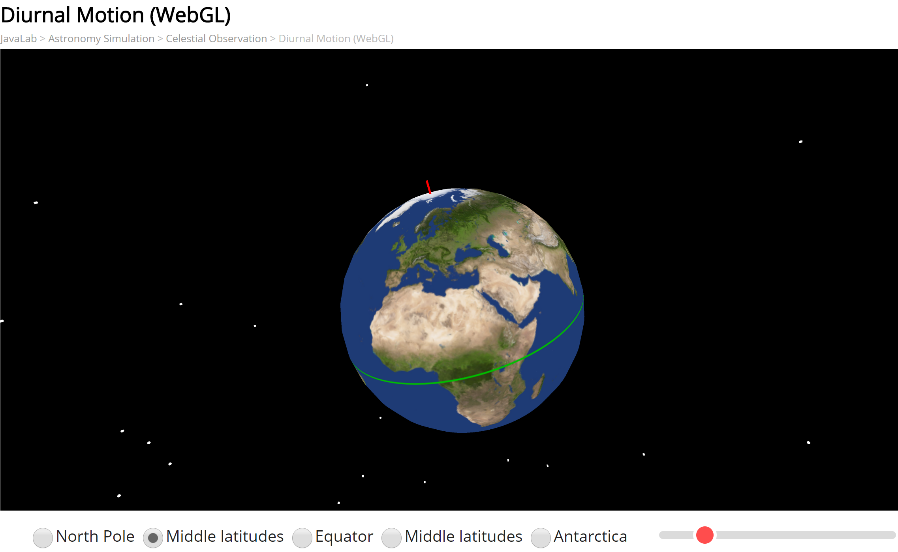 Diurnal Motion (WebGL)
JavaLab > Astronomy Simulation > Celestial Observation > Diurnal Motion (WebGL)
North Pole Middle latitudes Equator Middle latitudes Antarctica